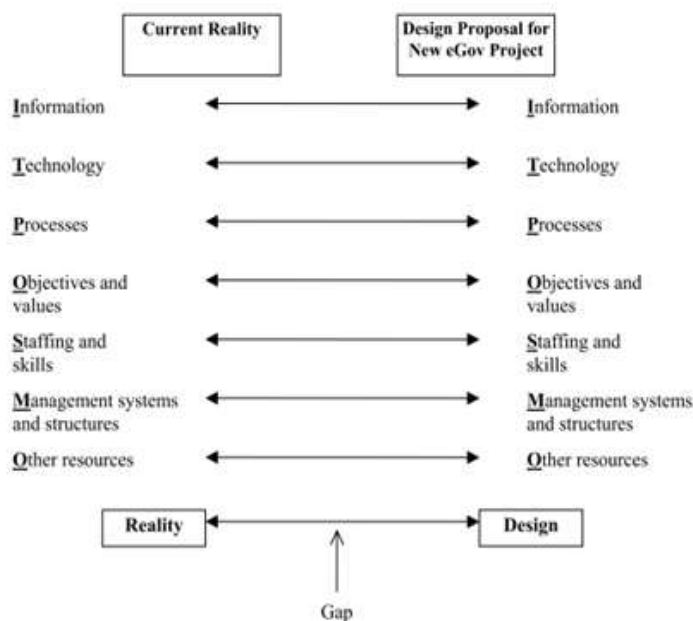 Current Reality
Design Proposal for
New eGov Project
Information
Information
Technology
Technology
Processes
Processes
Objectives and
values
Objectives and
values
Staffing and
skills
Staffing and
skills
Management systems
and structures
Management systems
and structures
Other resources
Other resources
Reality
Design
Gap